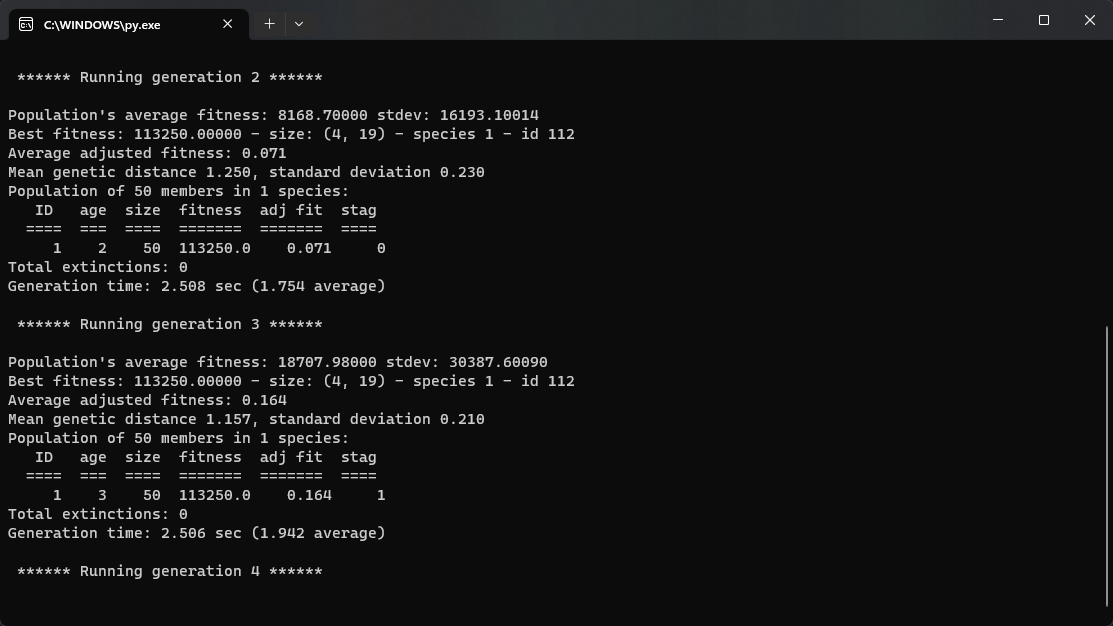 C:\WINDOWS\py.exe
****** Running generation 2 ******
Population's average fitness: 8168.70000 stdev: 16193.10014
Best fitness: 113250.00000 - size: (4, 19) - species 1 - id 112
Average adjusted fitness: 0.071
Mean genetic distance 1.250, standard deviation 0.230
Population of 50 members in 1 species:
   ID   age  size   fitness   adj fit  stag
  ====  ===  ====  =======  =======  ====
     1    2    50  113250.0    0.071     0
Total extinctions: 0
Generation time: 2.508 sec (1.754 average)
****** Running generation 3 ******
Population's average fitness: 18707.98000 stdev: 30387.60090
Best fitness: 113250.00000 - size: (4, 19) - species 1 - id 112
Average adjusted fitness: 0.164
Mean genetic distance 1.157, standard deviation 0.210
Population of 50 members in 1 species:
   ID   age  size   fitness   adj fit  stag
  ====  ===  ====  =======  =======  ====
     1    3    50  113250.0    0.164     1
Total extinctions: 0
Generation time: 2.506 sec (1.942 average)
****** Running generation 4 ******